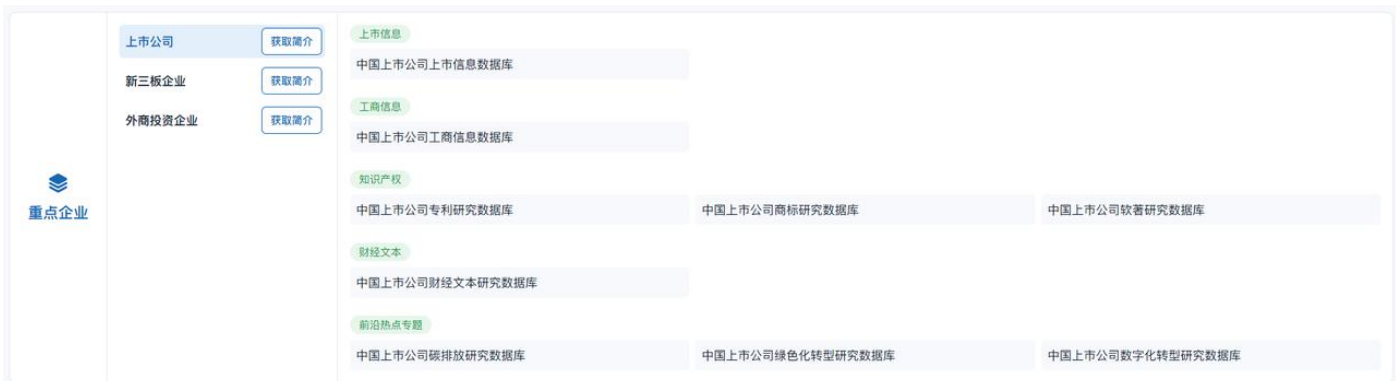 重点企业
上市公司
获取简介
新三板企业
获取简介
外商投资企业
获取简介
上市信息
中国上市公司上市信息数据库
工商信息
中国上市公司工商信息数据库
知识产权
中国上市公司专利研究数据库
中国上市公司商标研究数据库
中国上市公司软著研究数据库
财经文本
中国上市公司财经文本研究数据库
前沿热点专题
中国上市公司碳排放研究数据库
中国上市公司绿色化转型研究数据库
中国上市公司数字化转型研究数据库